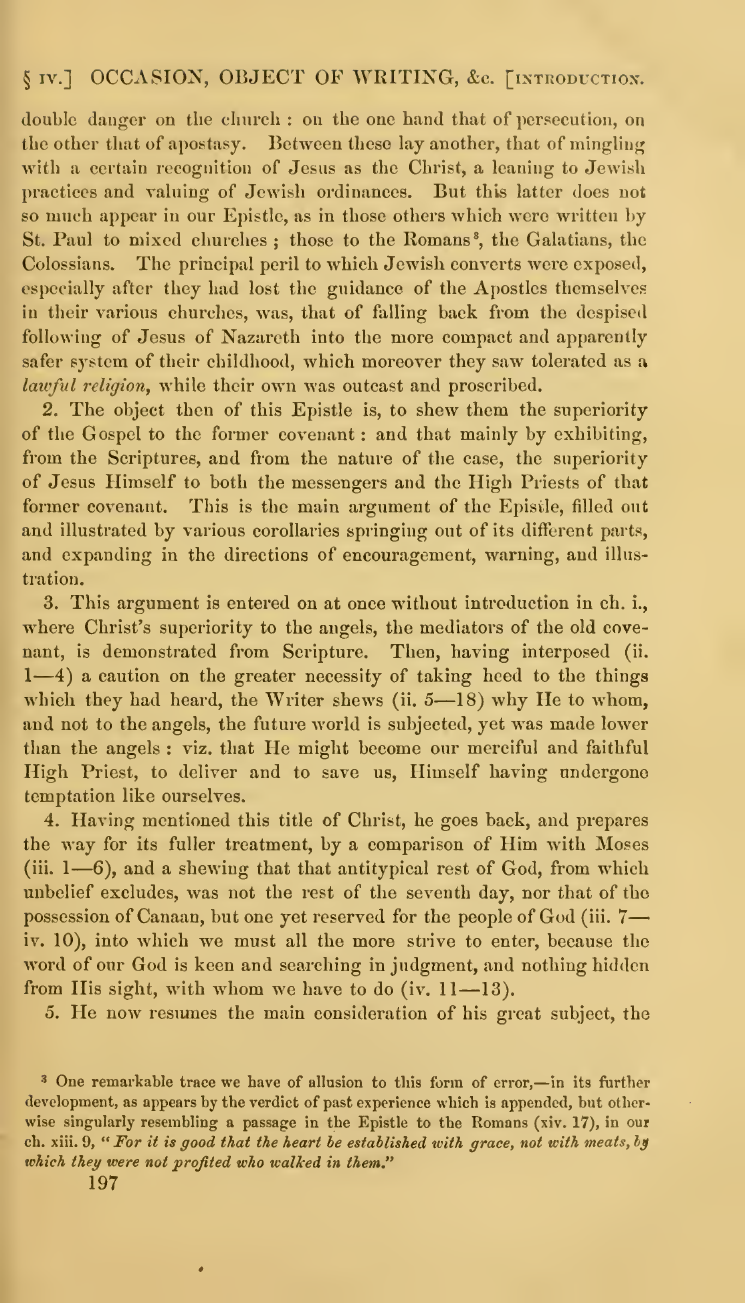 § IV.] OCCASION, OBJECT OF WRITING, &c. [INTRODUCTION.
double danger on the church : on the one hand that of persecution, on
the other that of apostasy. Between these lay another, that of mingling
with a certain recognition of Jesus as the Christ, a leaning to Jewish
practices and valuing of Jewish ordinances. But this latter does not
so much appear in our Epistle, as in those others which were written by
St. Paul to mixed churches ; those to the Romans³, the Galatians, the
Colossians. The principal peril to which Jewish converts were exposed,
especially after they had lost the guidance of the Apostles themselves
in their various churches, was, that of falling back from the despised
following of Jesus of Nazareth into the more compact and apparently
safer system of their childhood, which moreover they saw tolerated as a
lawful religion, while their own was outcast and proscribed.
2. The object then of this Epistle is, to shew them the superiority
of the Gospel to the former covenant : and that mainly by exhibiting,
from the Scriptures, and from the nature of the case, the superiority
of Jesus Himself to both the messengers and the High Priests of that
former covenant. This is the main argument of the Epistle, filled out
and illustrated by various corollaries springing out of its different parts,
and expanding in the directions of encouragement, warning, and illus-
tration.
3. This argument is entered on at once without introduction in ch. i.,
where Christ's superiority to the angels, the mediators of the old cove-
nant, is demonstrated from Scripture. Then, having interposed (ii.
1—4) a caution on the greater necessity of taking heed to the things
which they had heard, the Writer shews (ii. 5—18) why He to whom,
and not to the angels, the future world is subjected, yet was made lower
than the angels : viz. that He might become our merciful and faithful
High Priest, to deliver and to save us, Himself having undergone
temptation like ourselves.
4. Having mentioned this title of Christ, he goes back, and prepares
the way for its fuller treatment, by a comparison of Him with Moses
(iii. 1—6), and a shewing that that antitypical rest of God, from which
unbelief excludes, was not the rest of the seventh day, nor that of the
possession of Canaan, but one yet reserved for the people of God (iii. 7—
iv. 10), into which we must all the more strive to enter, because the
word of our God is keen and searching in judgment, and nothing hidden
from His sight, with whom we have to do (iv. 11—13).
5. He now resumes the main consideration of his great subject, the
³ One remarkable trace we have of allusion to this form of error,—in its further
development, as appears by the verdict of past experience which is appended, but other-
wise singularly resembling a passage in the Epistle to the Romans (xiv. 17), in our
ch. xiii. 9, “For it is good that the heart be established with grace, not with meats, by
which they were not profited who walked in them.”
197